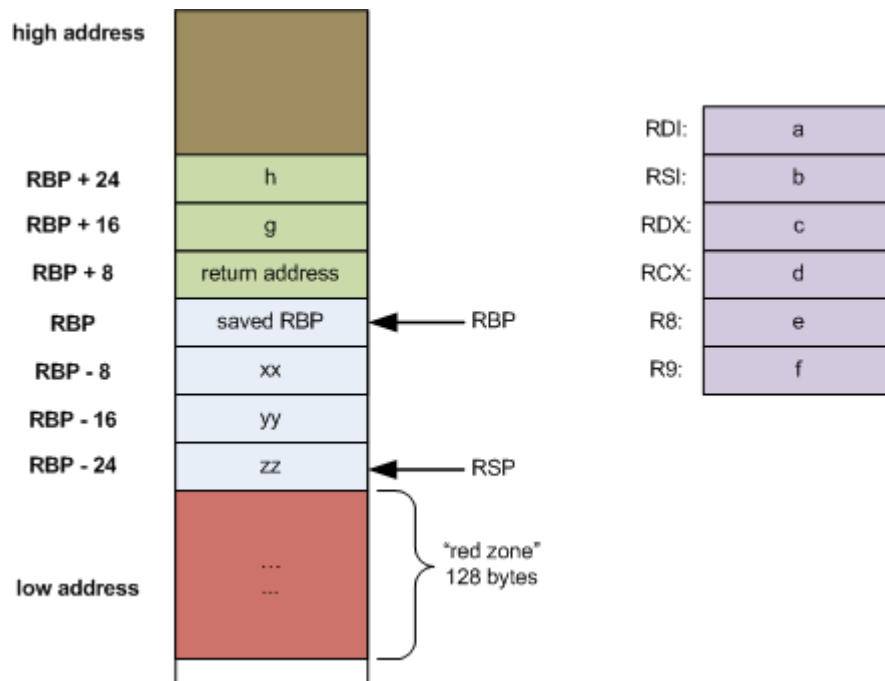 high address
RBP + 24
h
RBP + 16
g
RBP + 8
return address
RBP
saved RBP
RBP
RBP - 8
xx
RBP - 16
yy
RBP - 24
zz
RSP
...
...
low address
“red zone”
128 bytes
RDI:
a
RSI:
b
RDX:
c
RCX:
d
R8:
e
R9:
f